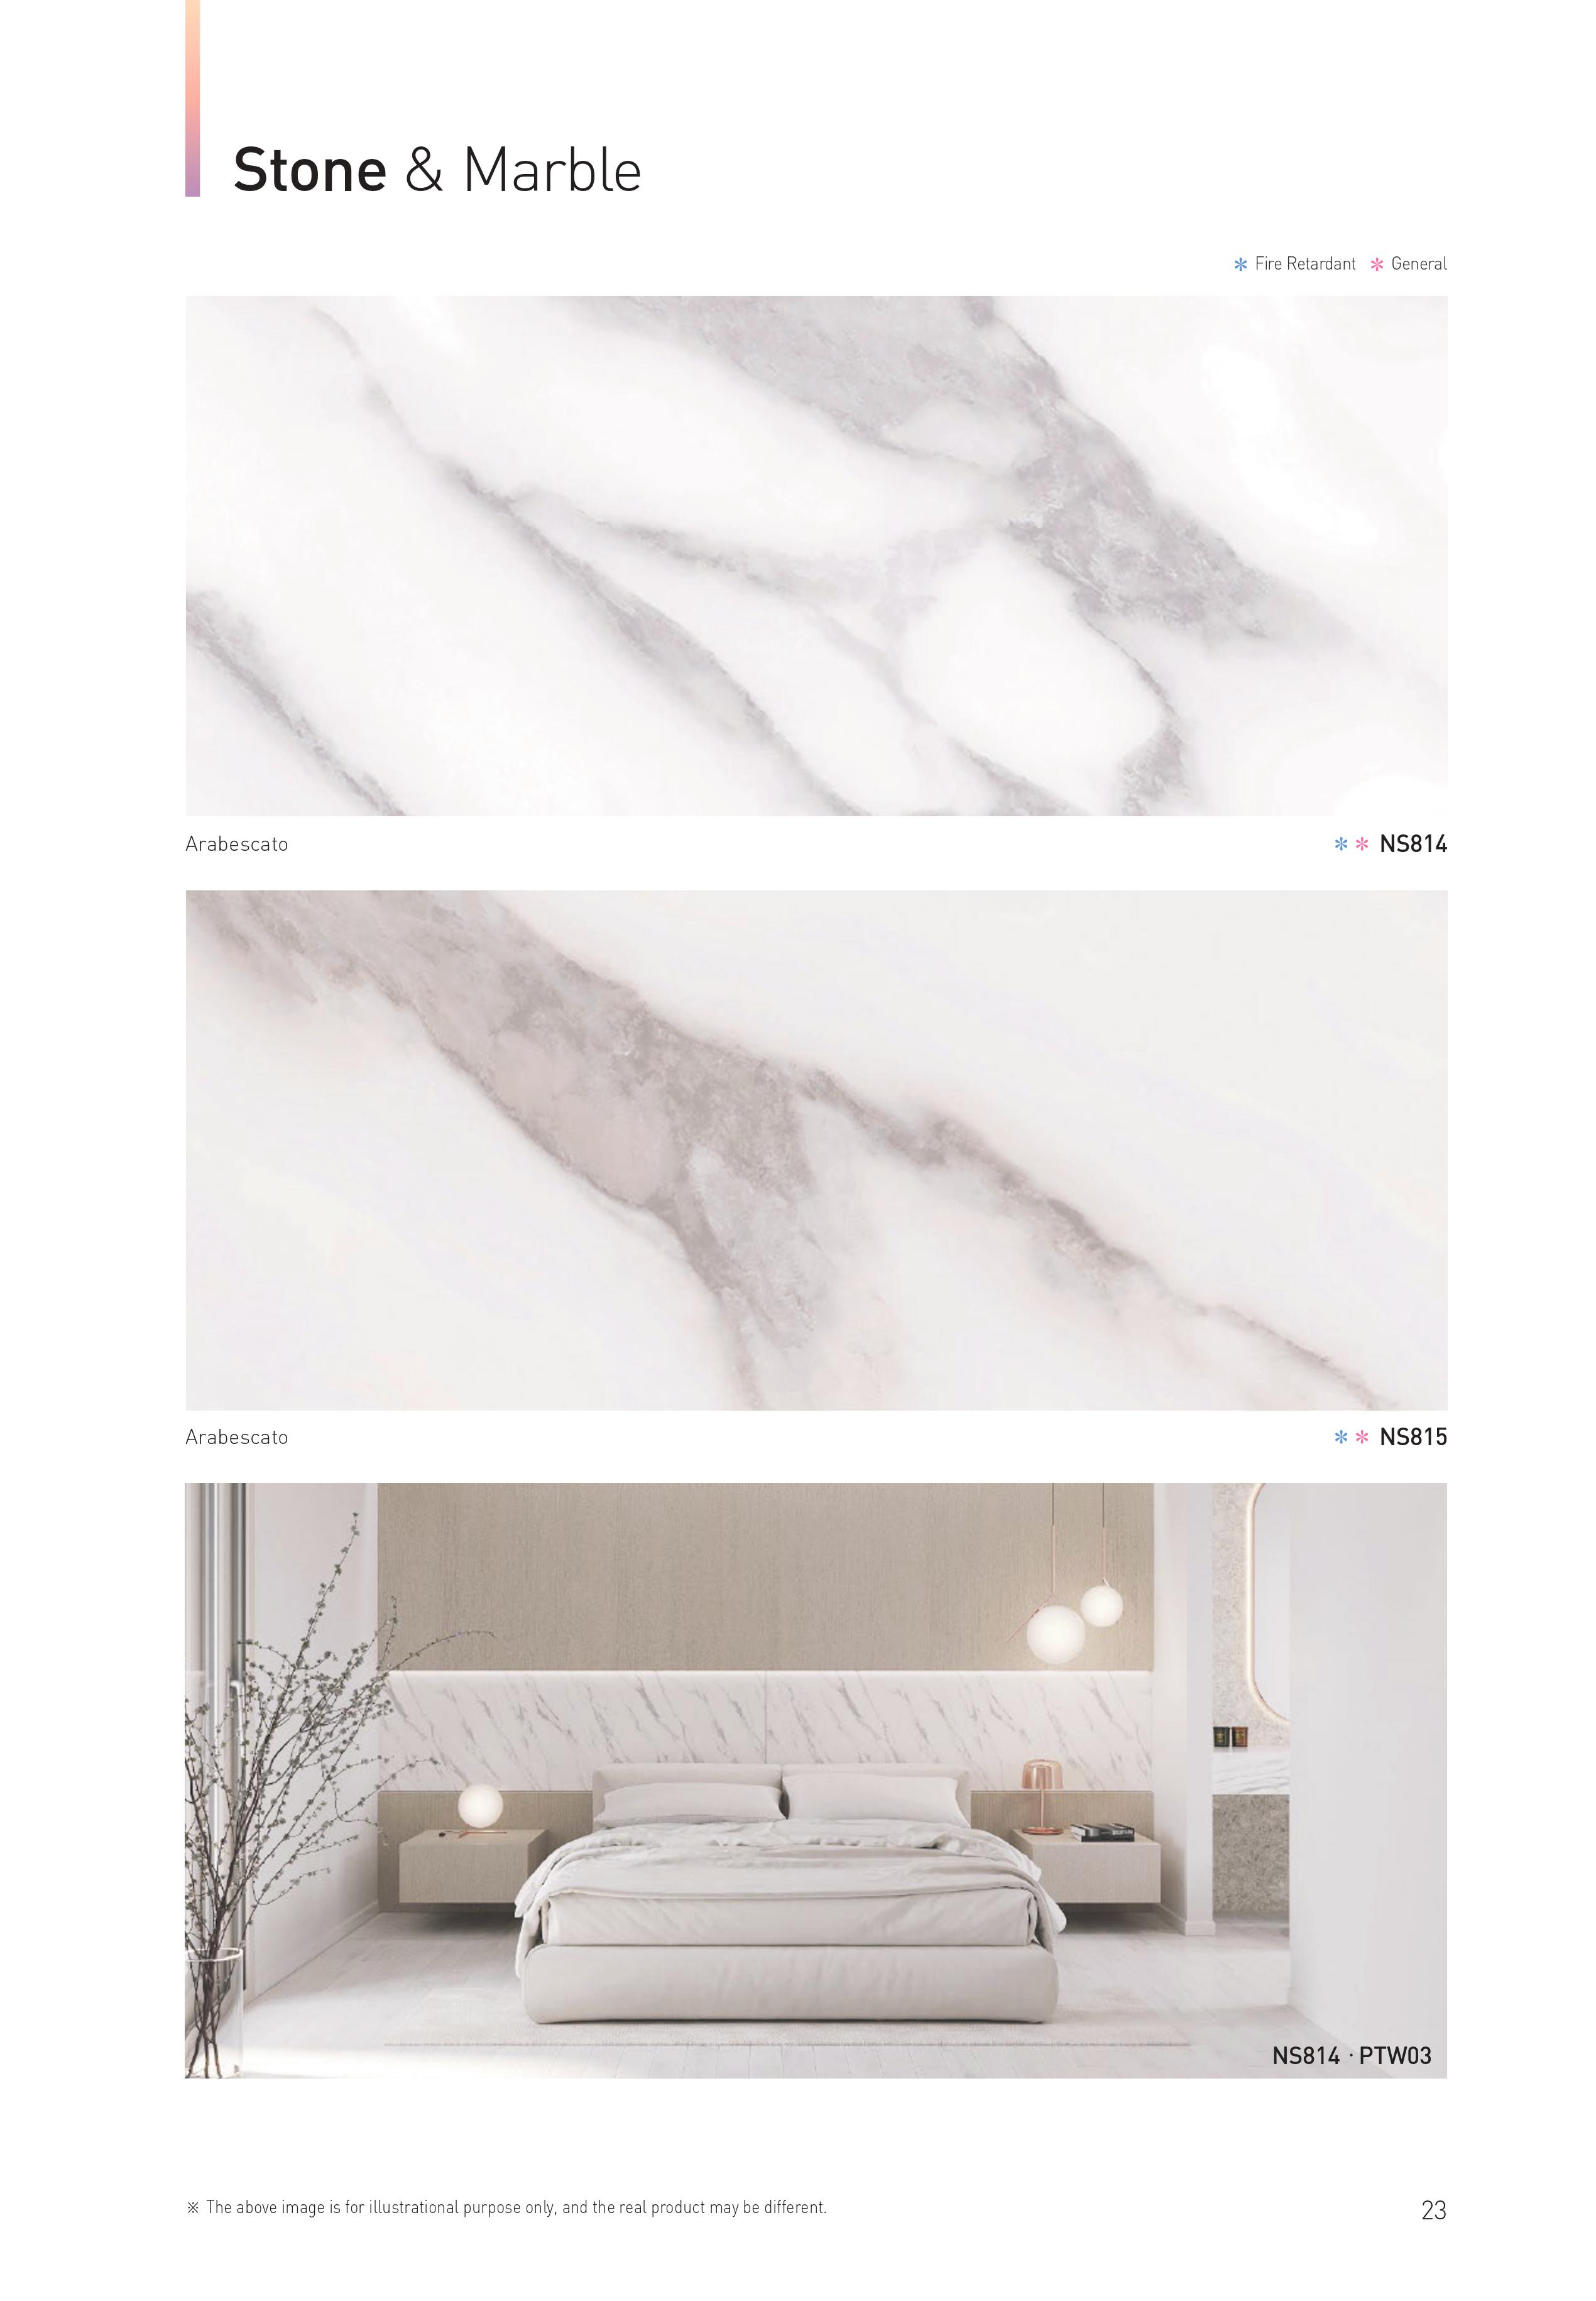 Stone & Marble
* Fire Retardant * General
Arabescato
* * NS814
Arabescato
* * NS815
NS814 · PTW03
※ The above image is for illustrational purpose only, and the real product may be different.
23